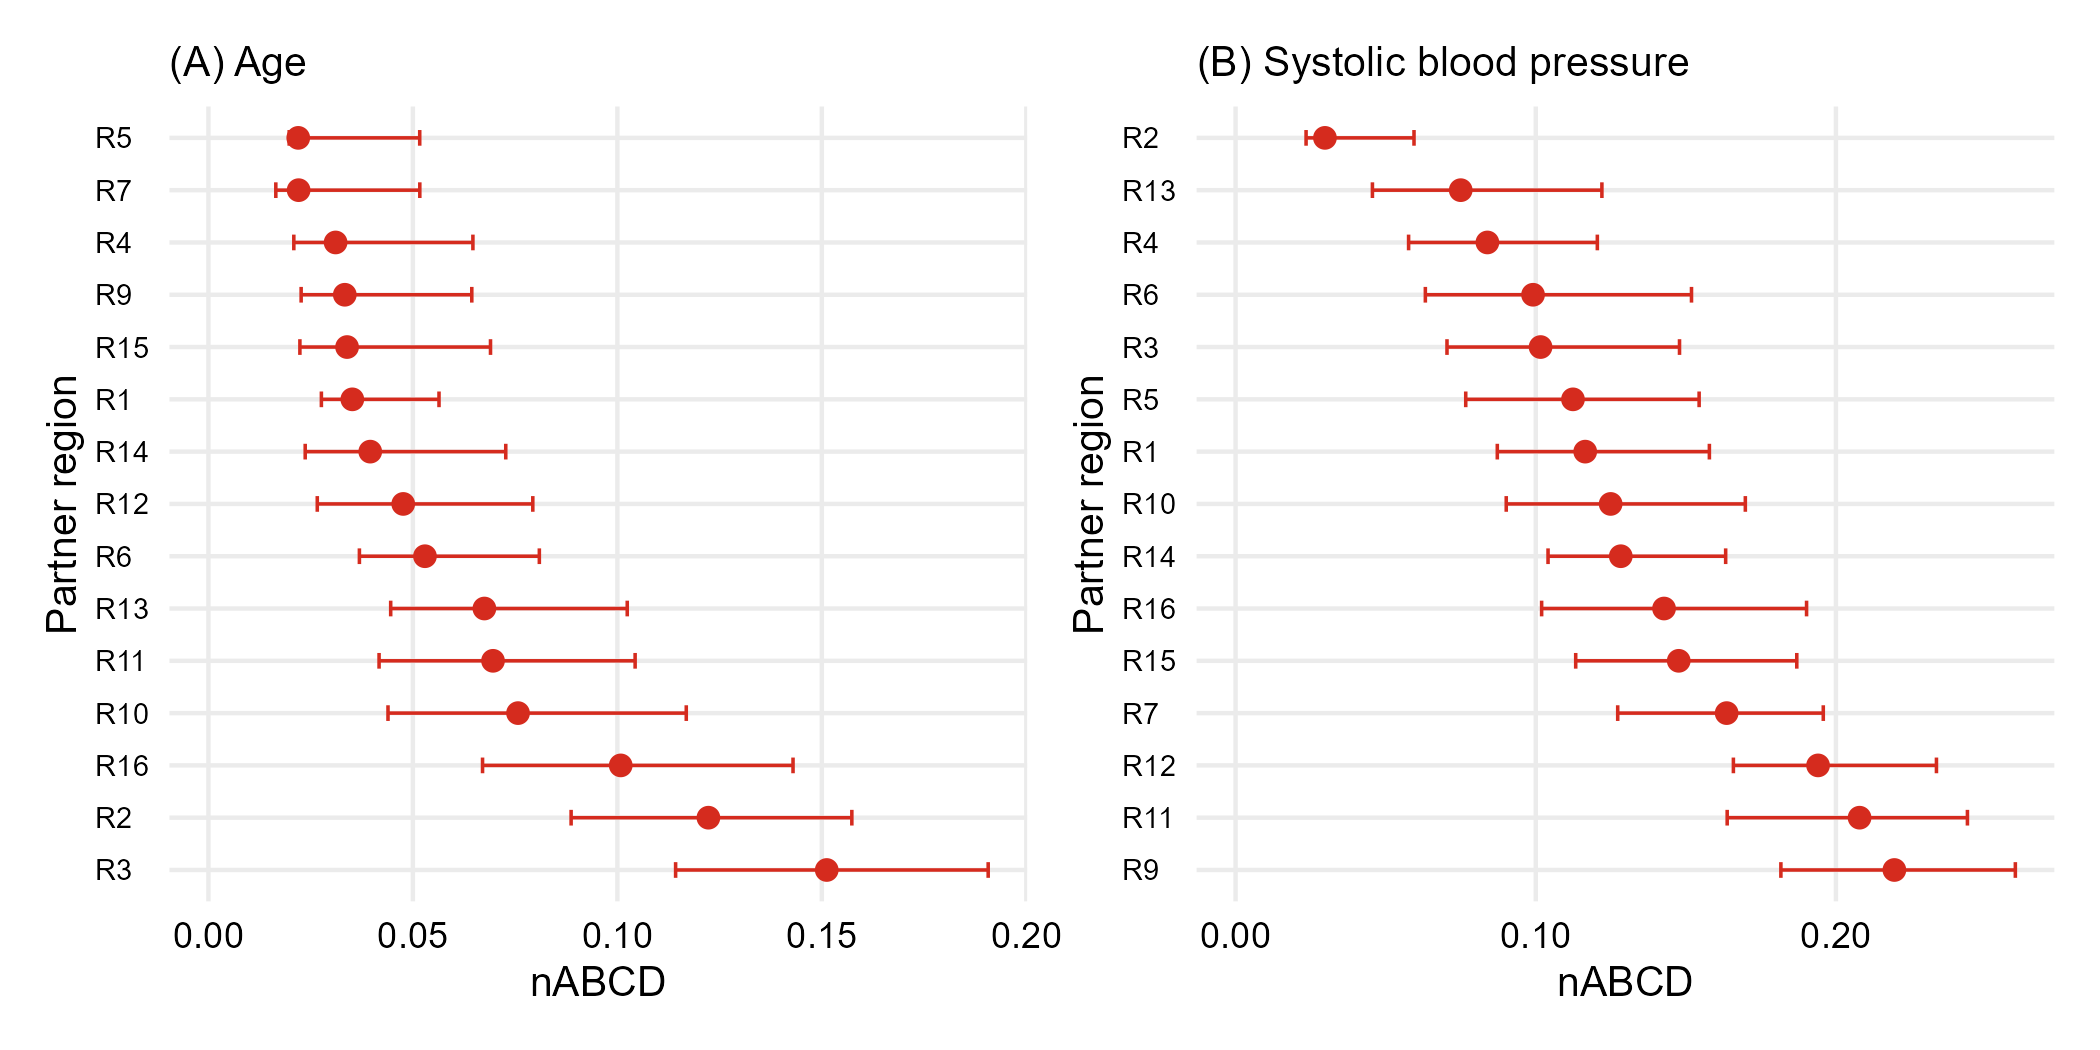 (A) Age
Partner region
R5
R7
R4
R9
R15
R1
R14
R12
R6
R13
R11
R10
R16
R2
R3
0.00 0.05 0.10 0.15 0.20
nABCD
(B) Systolic blood pressure
Partner region
R2
R13
R4
R6
R3
R5
R1
R10
R14
R16
R15
R7
R12
R11
R9
0.00 0.10 0.20
nABCD